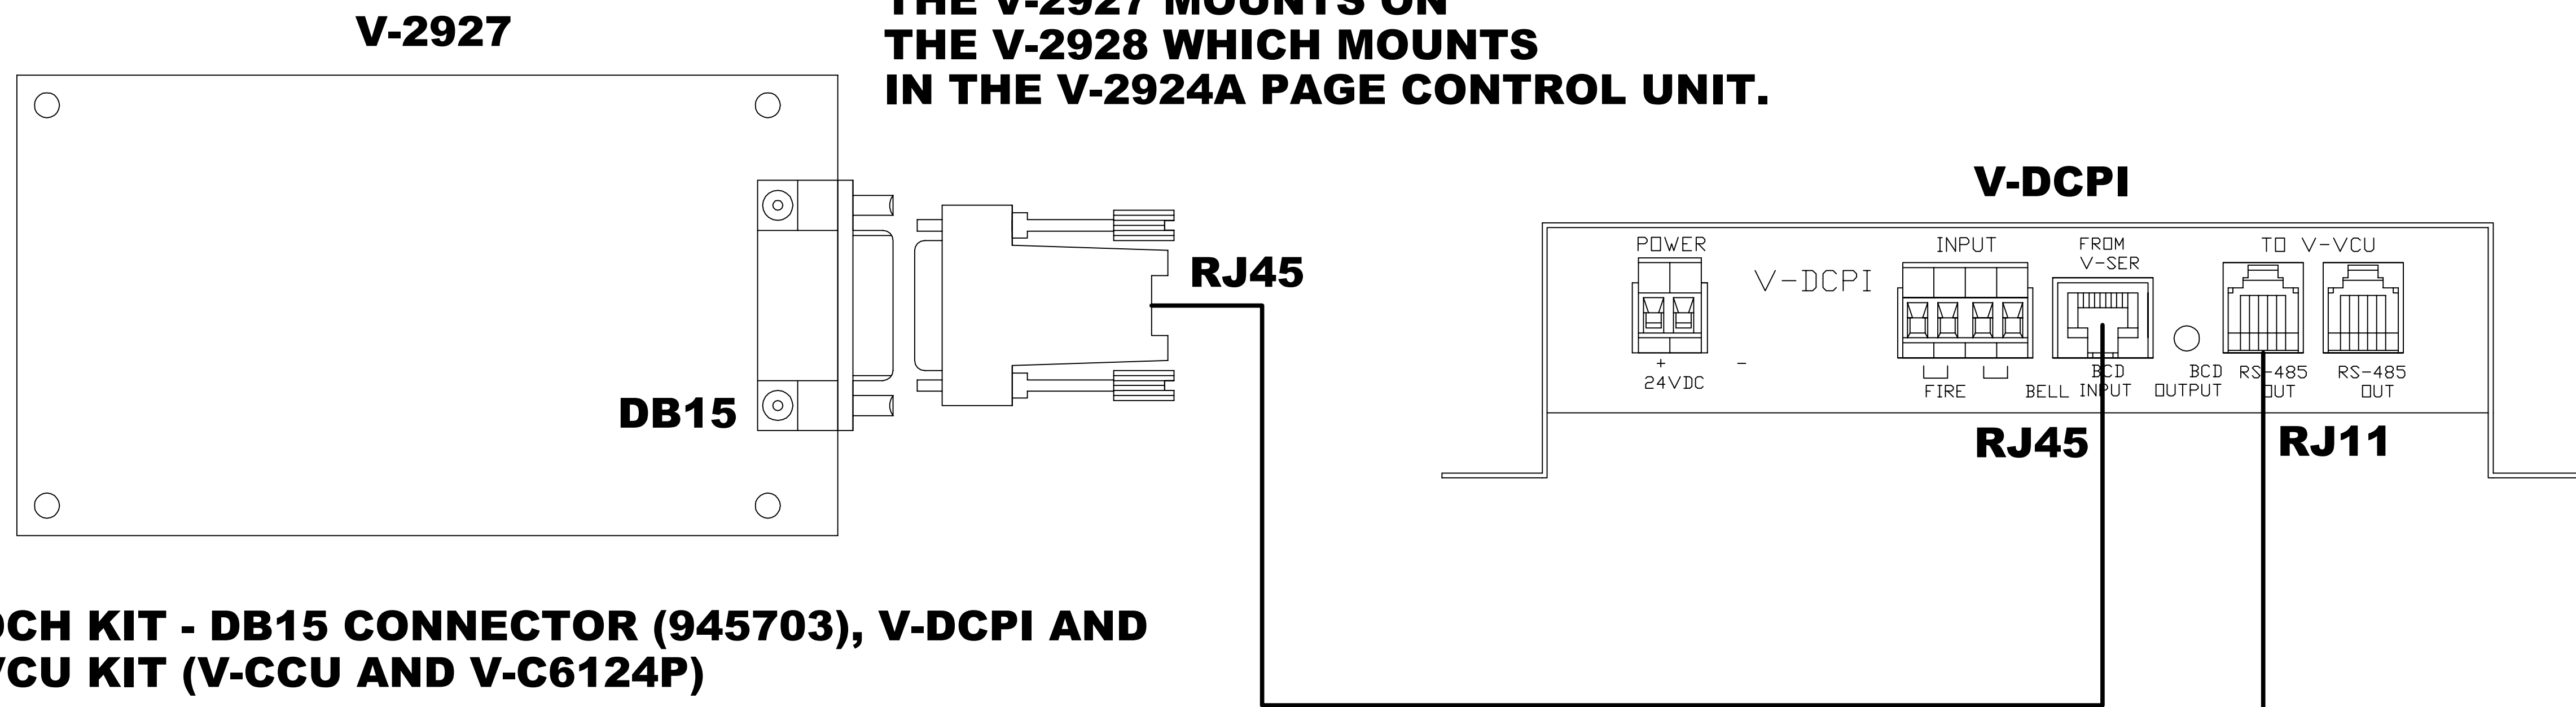 V-2927
THE V-2927 MOUNTS ON
THE V-2928 WHICH MOUNTS
IN THE V-2924A PAGE CONTROL UNIT.
V-DCPI
POWER
INPUT
FROM
V-SER
TO V-VCU
V-DCPI
RJ45
+ -
24VDC
FIRE
BELL
BCD
INPUT
BCD
OUTPUT
RS-485
OUT
RS-485
OUT
DB15
RJ45
RJ11
DCH KIT - DB15 CONNECTOR (945703), V-DCPI AND
VCU KIT (V-CCU AND V-C6124P)